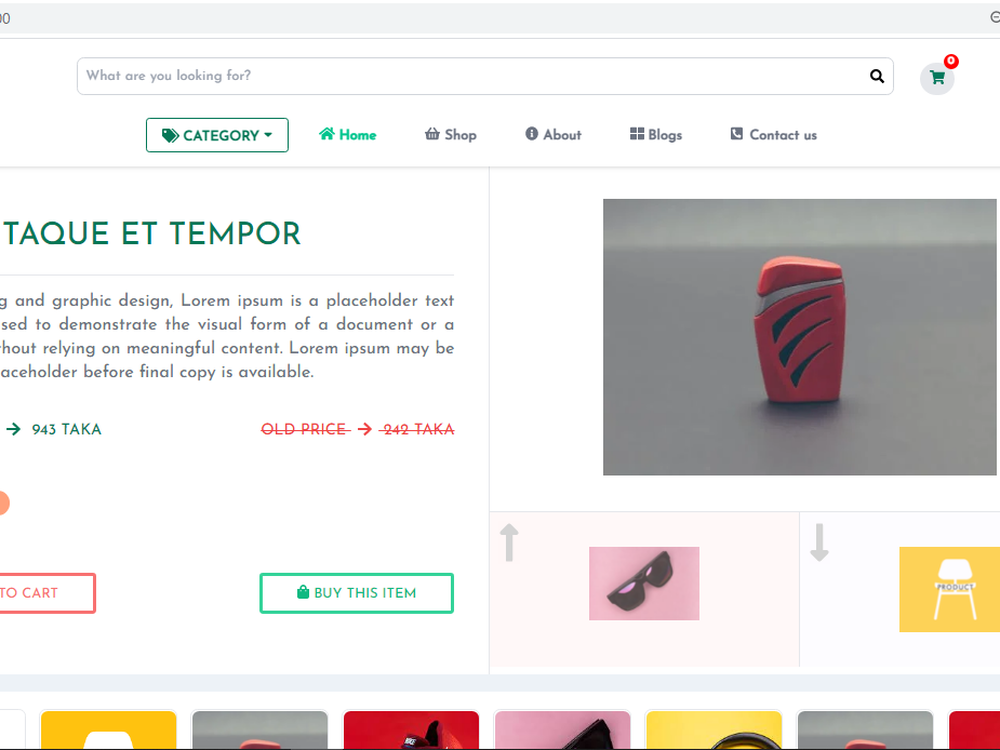 00
What are you looking for?
0
CATEGORY
Home
Shop
About
Blogs
Contact us
TAQUE ET TEMPOR
g and graphic design, Lorem ipsum is a placeholder text
sed to demonstrate the visual form of a document or a
hout relying on meaningful content. Lorem ipsum may be
aceholder before final copy is available.
943 TAKA
OLD PRICE
242 TAKA
TO CART
BUY THIS ITEM
PRODUCT